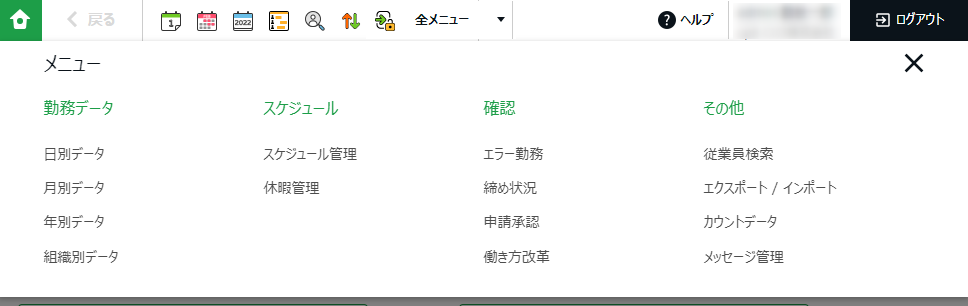 戻る 1 2022 全メニュー ヘルプ ログアウト
メニュー
勤務データ スケジュール 確認 その他
日別データ スケジュール管理 エラー勤務 従業員検索
月別データ 休暇管理 締め状況 エクスポート / インポート
年別データ 申請承認 カウントデータ
組織別データ 働き方改革 メッセージ管理